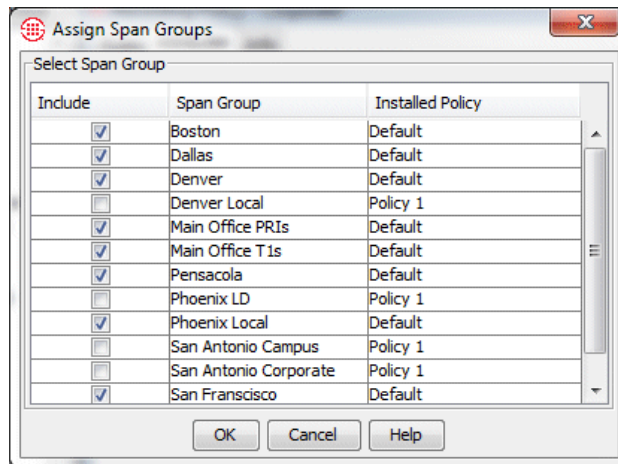 Assign Span Groups
Select Span Group
Include Span Group Installed Policy
Boston Default
Dallas Default
Denver Default
Denver Local Policy 1
Main Office PRIs Default
Main Office T1s Default
Pensacola Default
Phoenix LD Policy 1
Phoenix Local Default
San Antonio Campus Policy 1
San Antonio Corporate Policy 1
San Franscisco Default
OK Cancel Help